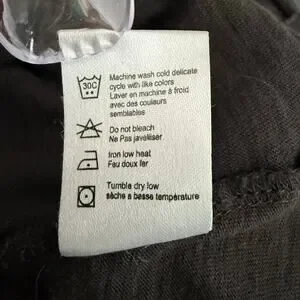 30C
Machine wash cold delicate
cycle with like colors
Laver en machine à froid
avec des couleurs
semblables
Do not bleach
Ne Pas javelliser
Iron low heat
Feu doux fer
Tumble dry low
sèche a basse température